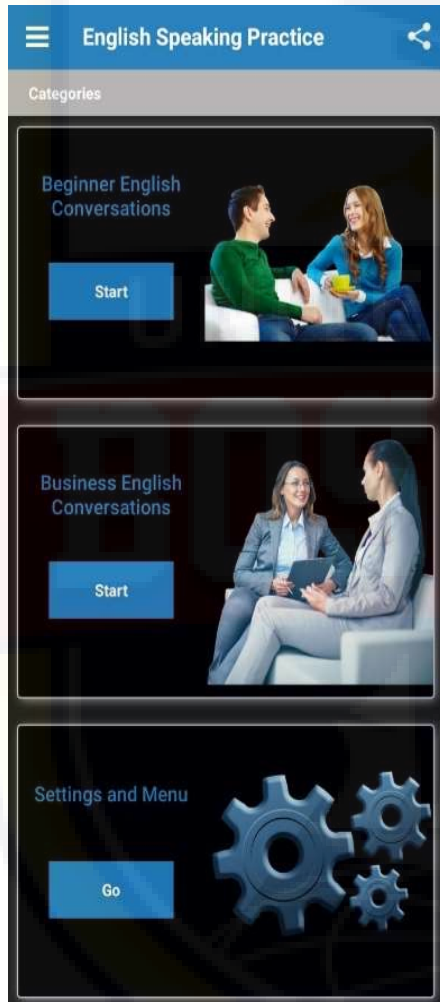 English Speaking Practice
Categories
Beginner English
Conversations
Start
Business English
Conversations
Start
Settings and Menu
Go